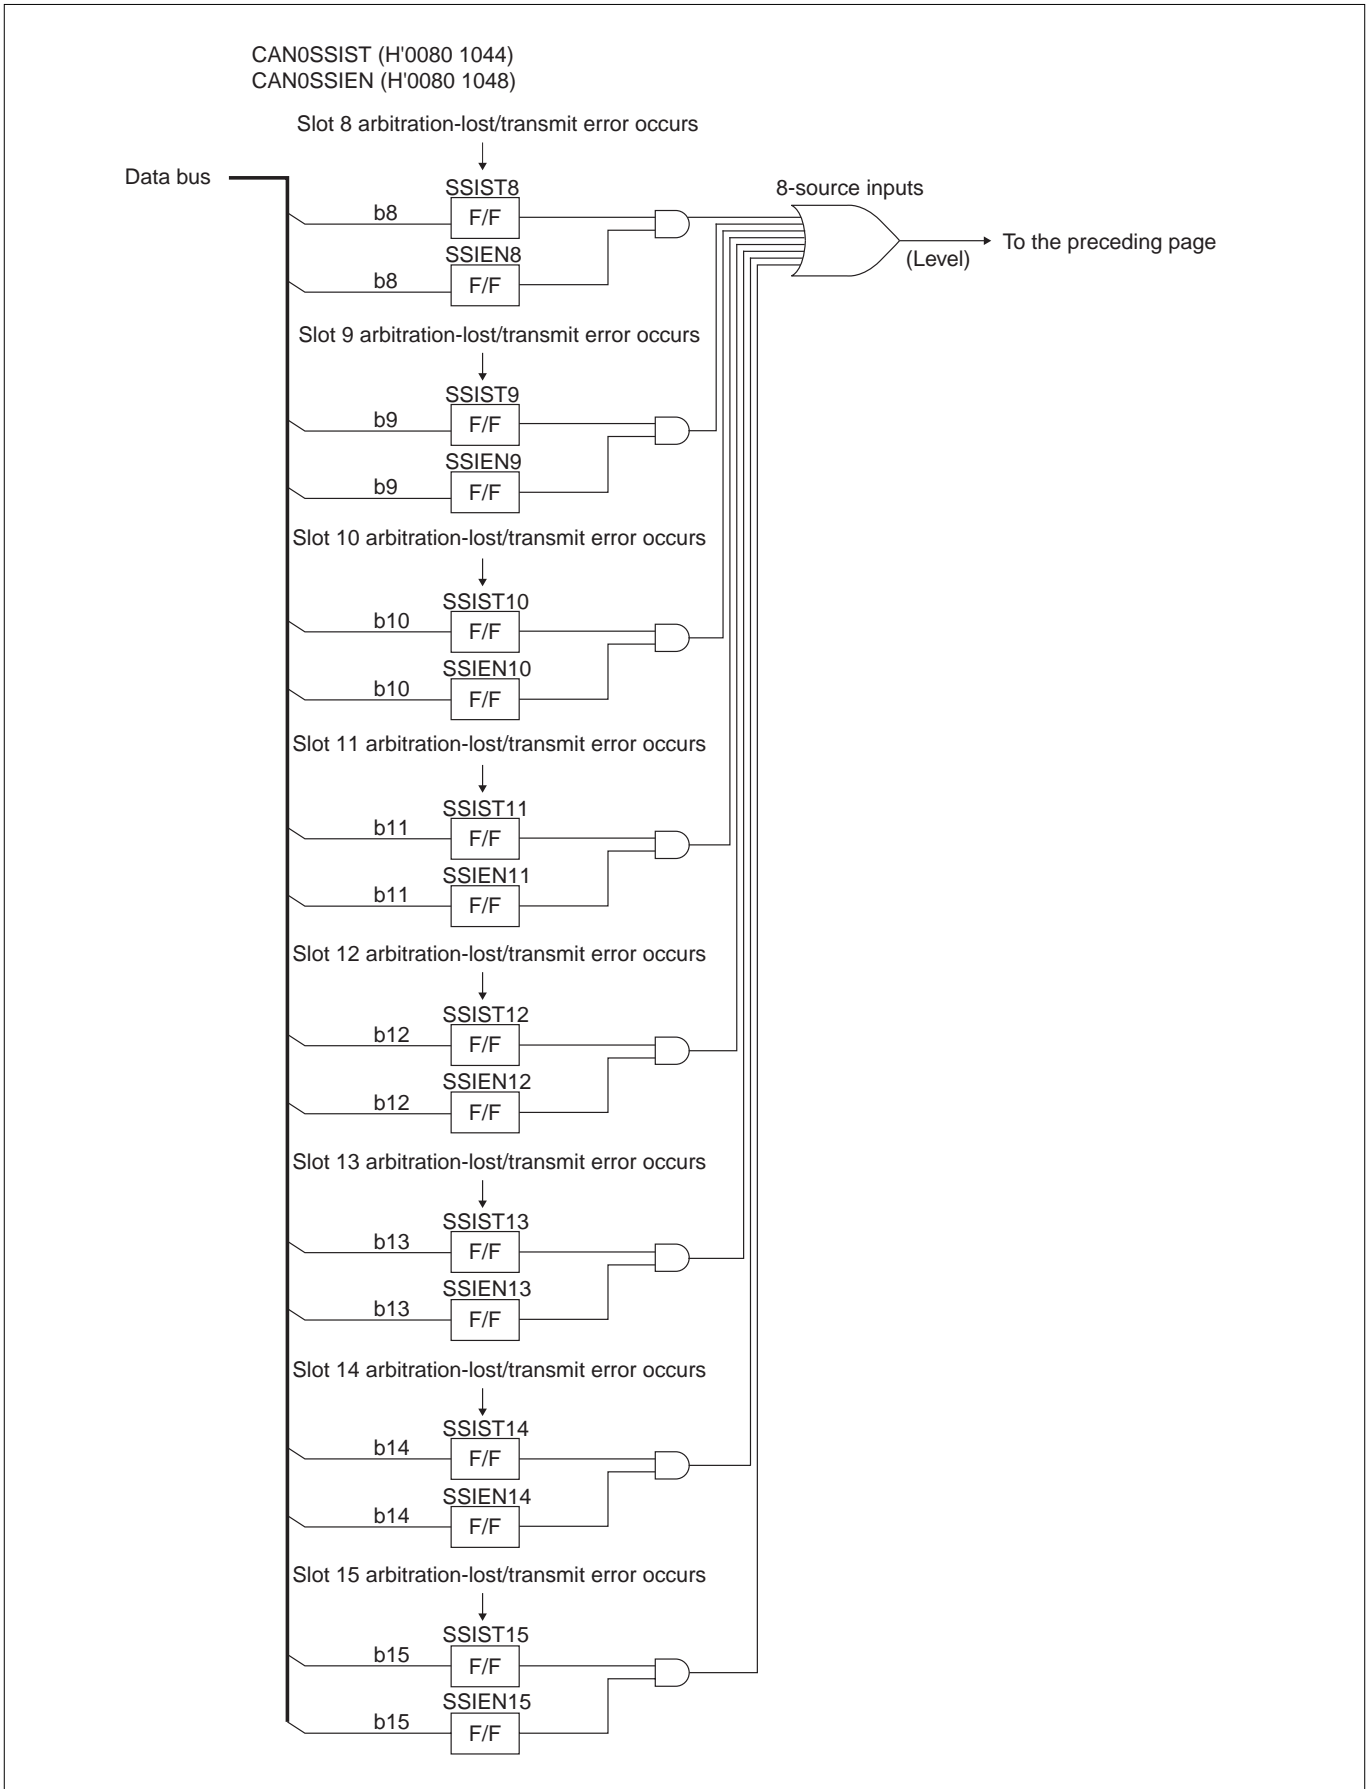 CAN0SSIST (H'0080 1044)
CAN0SSIEN (H'0080 1048)
Slot 8 arbitration-lost/transmit error occurs
Data bus
SSIST8
8-source inputs
b8
F/F
To the preceding page
(Level)
SSIEN8
b8
F/F
Slot 9 arbitration-lost/transmit error occurs
SSIST9
b9
F/F
SSIEN9
b9
F/F
Slot 10 arbitration-lost/transmit error occurs
SSIST10
b10
F/F
SSIEN10
b10
F/F
Slot 11 arbitration-lost/transmit error occurs
SSIST11
b11
F/F
SSIEN11
b11
F/F
Slot 12 arbitration-lost/transmit error occurs
SSIST12
b12
F/F
SSIEN12
b12
F/F
Slot 13 arbitration-lost/transmit error occurs
SSIST13
b13
F/F
SSIEN13
b13
F/F
Slot 14 arbitration-lost/transmit error occurs
SSIST14
b14
F/F
SSIEN14
b14
F/F
Slot 15 arbitration-lost/transmit error occurs
SSIST15
b15
F/F
SSIEN15
b15
F/F